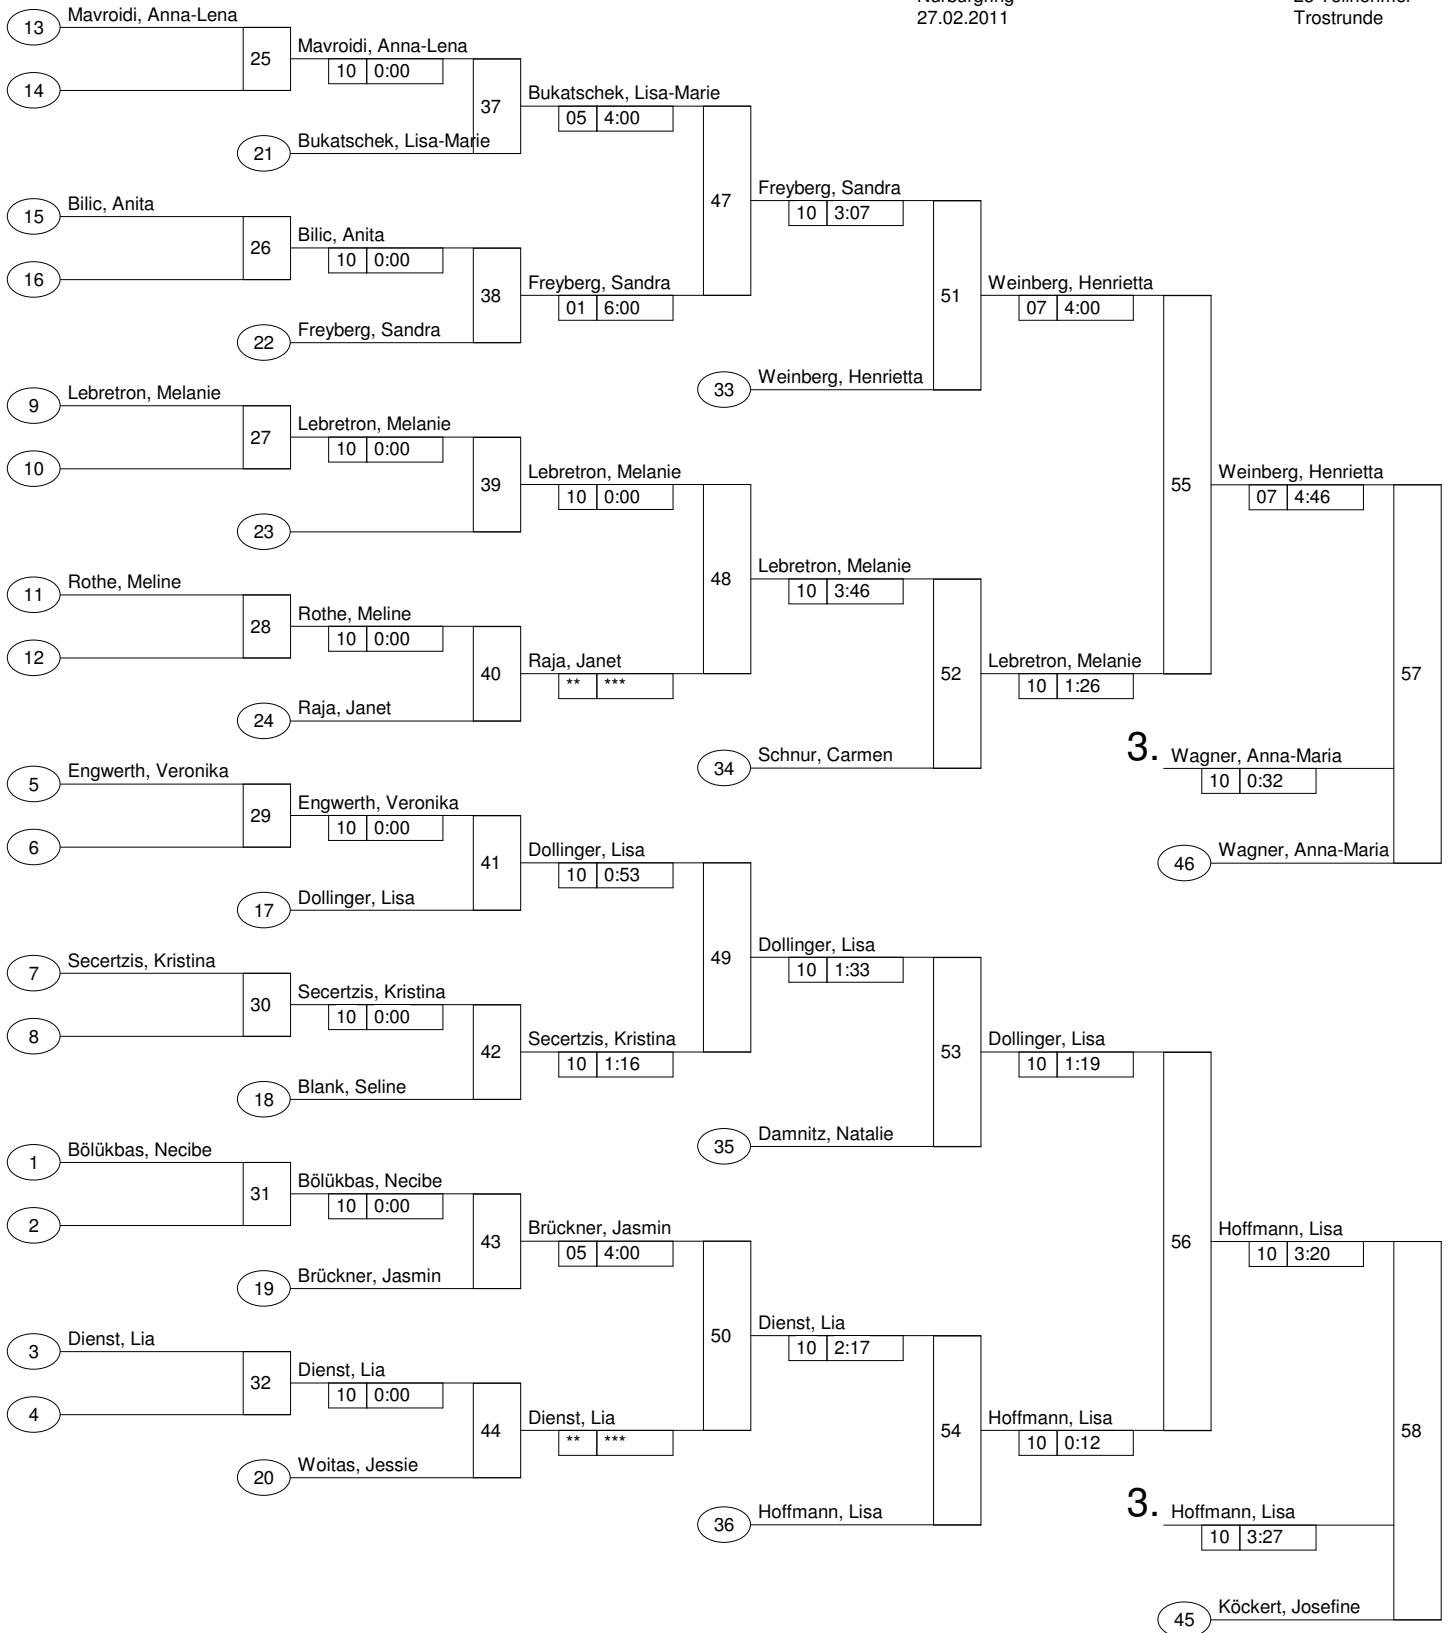 27.02.2011
Trostrunde
13 Mavroidi, Anna-Lena
14
25 Mavroidi, Anna-Lena
10 0:00
21 Bukatschek, Lisa-Marie
37 Bukatschek, Lisa-Marie
05 4:00
15 Bilic, Anita
16
26 Bilic, Anita
10 0:00
22 Freyberg, Sandra
38 Freyberg, Sandra
01 6:00
47 Freyberg, Sandra
10 3:07
33 Weinberg, Henrietta
51 Weinberg, Henrietta
07 4:00
9 Lebretron, Melanie
10
27 Lebretron, Melanie
10 0:00
23
39 Lebretron, Melanie
10 0:00
11 Rothe, Meline
12
28 Rothe, Meline
10 0:00
24 Raja, Janet
40 Raja, Janet
** ***
48 Lebretron, Melanie
10 3:46
34 Schnur, Carmen
52 Lebretron, Melanie
10 1:26
55 Weinberg, Henrietta
07 4:46
57
3. Wagner, Anna-Maria
10 0:32
46 Wagner, Anna-Maria
5 Engwerth, Veronika
6
29 Engwerth, Veronika
10 0:00
17 Dollinger, Lisa
41 Dollinger, Lisa
10 0:53
7 Secertzis, Kristina
8
30 Secertzis, Kristina
10 0:00
18 Blank, Seline
42 Secertzis, Kristina
10 1:16
49 Dollinger, Lisa
10 1:33
35 Damnitz, Natalie
53 Dollinger, Lisa
10 1:19
1 Bölükbas, Necibe
2
31 Bölükbas, Necibe
10 0:00
19 Brückner, Jasmin
43 Brückner, Jasmin
05 4:00
3 Dienst, Lia
4
32 Dienst, Lia
10 0:00
20 Woitas, Jessie
44 Dienst, Lia
** ***
50 Dienst, Lia
10 2:17
36 Hoffmann, Lisa
54 Hoffmann, Lisa
10 0:12
56 Hoffmann, Lisa
10 3:20
58
3. Hoffmann, Lisa
10 3:27
45 Köckert, Josefine